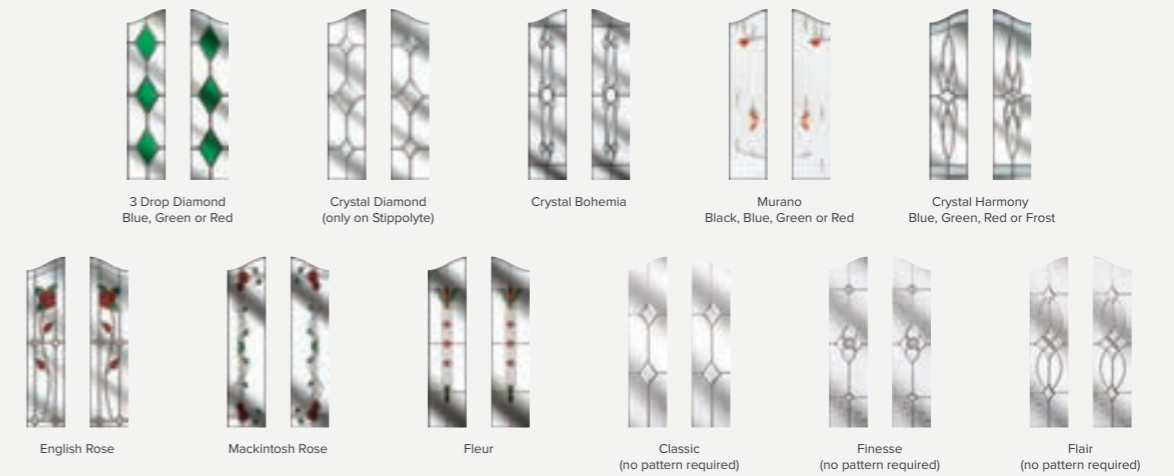 3 Drop Diamond
Blue, Green or Red
Crystal Diamond
(only on Stippolyte)
Crystal Bohemia
Murano
Black, Blue, Green or Red
Crystal Harmony
Blue, Green, Red or Frost
English Rose
Mackintosh Rose
Fleur
Classic
(no pattern required)
Finesse
(no pattern required)
Flair
(no pattern required)